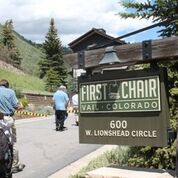 FIRST CHAIR
VAIL • COLORADO
600
W. LIONSHEAD CIRCLE